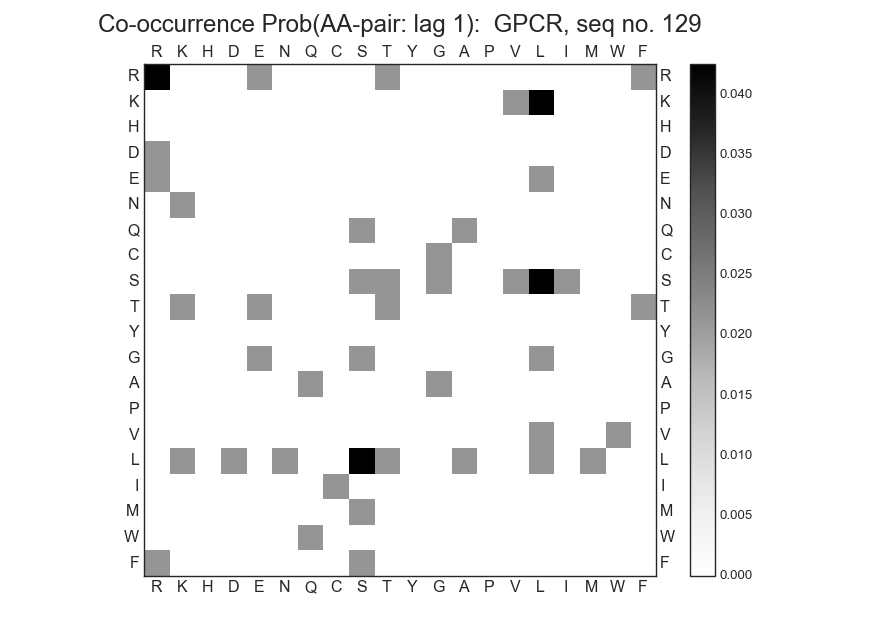 Co-occurrence Prob(AA-pair: lag 1):  GPCR, seq no. 129
R K H D E N Q C S T Y G A P V L I M W F
R R
K K
H H
D D
E E
N N
Q Q
C C
S S
T T
Y Y
G G
A A
P P
V V
L L
I I
M M
W W
F F
R K H D E N Q C S T Y G A P V L I M W F
0.040
0.035
0.030
0.025
0.020
0.015
0.010
0.005
0.000